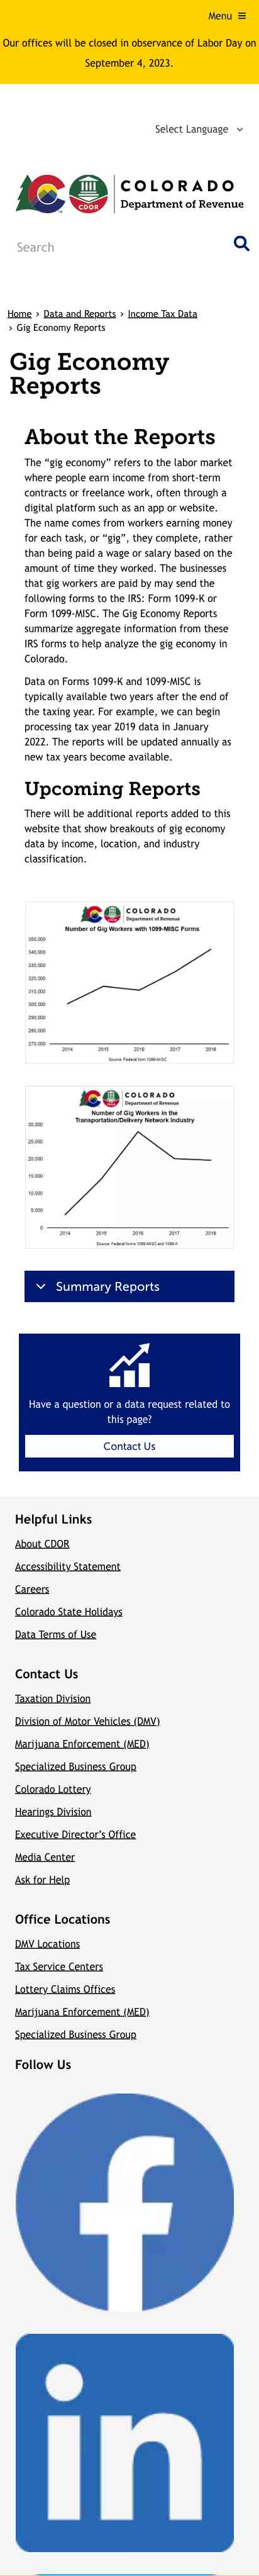 Menu ≡
Our offices will be closed in observance of Labor Day on
September 4, 2023.
Select Language
CDOR
COLORADO
Department of Revenue
Search
Home › Data and Reports › Income Tax Data
› Gig Economy Reports
Gig Economy
Reports
About the Reports
The “gig economy” refers to the labor market
where people earn income from short-term
contracts or freelance work, often through a
digital platform such as an app or website.
The name comes from workers earning money
for each task, or “gig”, they complete, rather
than being paid a wage or salary based on the
amount of time they worked. The businesses
that gig workers are paid by may send the
following forms to the IRS: Form 1099-K or
Form 1099-MISC. The Gig Economy Reports
summarize aggregate information from these
IRS forms to help analyze the gig economy in
Colorado.
Data on Forms 1099-K and 1099-MISC is
typically available two years after the end of
the taxing year. For example, we can begin
processing tax year 2019 data in January
2022. The reports will be updated annually as
new tax years become available.
Upcoming Reports
There will be additional reports added to this
website that show breakouts of gig economy
data by income, location, and industry
classification.
COLORADO
Department of Revenue
Number of Gig Workers with 1099-MISC Forms
350,000
340,000
330,000
320,000
310,000
300,000
290,000
280,000
270,000
2014 2015 2016 2017 2018
Source: Federal form 1099-MISC
COLORADO
Department of Revenue
Number of Gig Workers in the
Transportation/Delivery Network Industry
30,000
25,000
20,000
15,000
10,000
5,000
0
2014 2015 2016 2017 2018
Source: Federal forms 1099-MISC and 1099-K
Summary Reports
Have a question or a data request related to
this page?
Contact Us
Helpful Links
About CDOR
Accessibility Statement
Careers
Colorado State Holidays
Data Terms of Use
Contact Us
Taxation Division
Division of Motor Vehicles (DMV)
Marijuana Enforcement (MED)
Specialized Business Group
Colorado Lottery
Hearings Division
Executive Director’s Office
Media Center
Ask for Help
Office Locations
DMV Locations
Tax Service Centers
Lottery Claims Offices
Marijuana Enforcement (MED)
Specialized Business Group
Follow Us
f
in